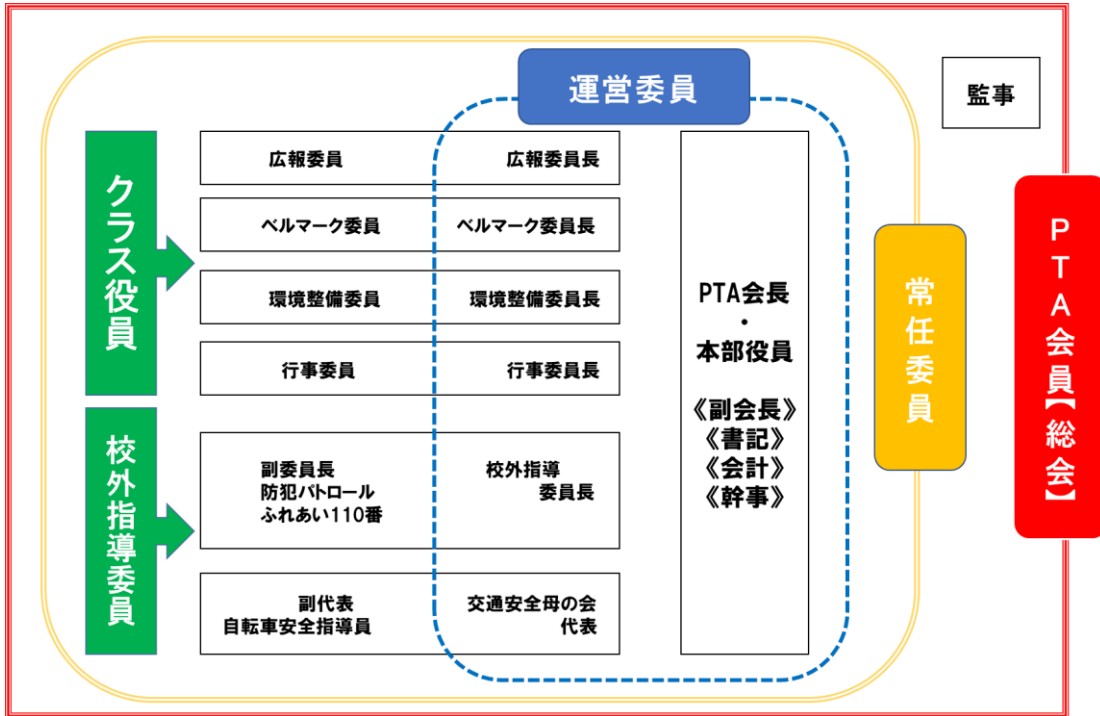 運営委員
監事
クラス役員
広報委員
広報委員長
ベルマーク委員
ベルマーク委員長
環境整備委員
環境整備委員長
行事委員
行事委員長
校外指導委員
副委員長
防犯パトロール
ふれあい110番
校外指導
委員長
副代表
自転車安全指導員
交通安全母の会
代表
PTA会長
・
本部役員
《副会長》
《書記》
《会計》
《幹事》
常任委員
PTA会員【総会】